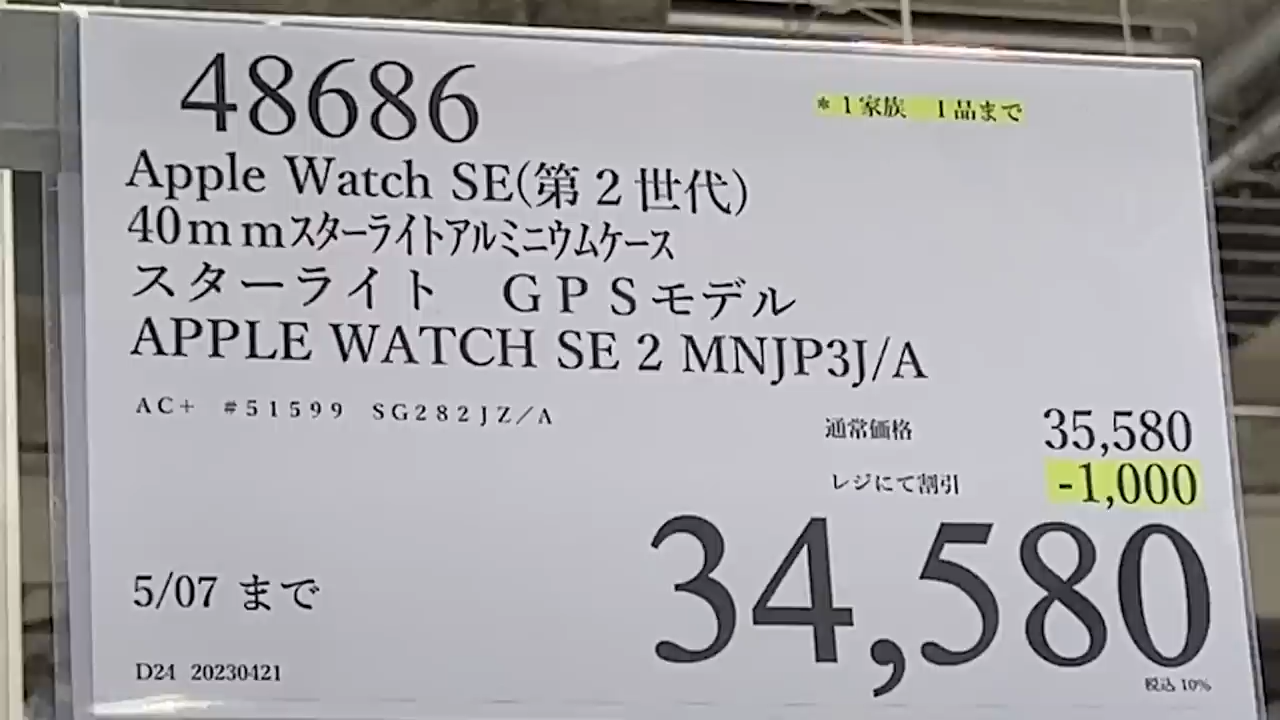 48686
* 1家族　1品まで
Apple Watch SE(第２世代)
40ｍｍｽﾀｰﾗｲﾄｱﾙﾐﾆｳﾑｹｰｽ
スターライト　ＧＰＳモデル
APPLE WATCH SE 2 MNJP3J/A
AC+ #51599 SG282JZ/A
通常価格 35,580
レジにて割引 -1,000
34,580
5/07 まで
税込 10%
D24 20230421